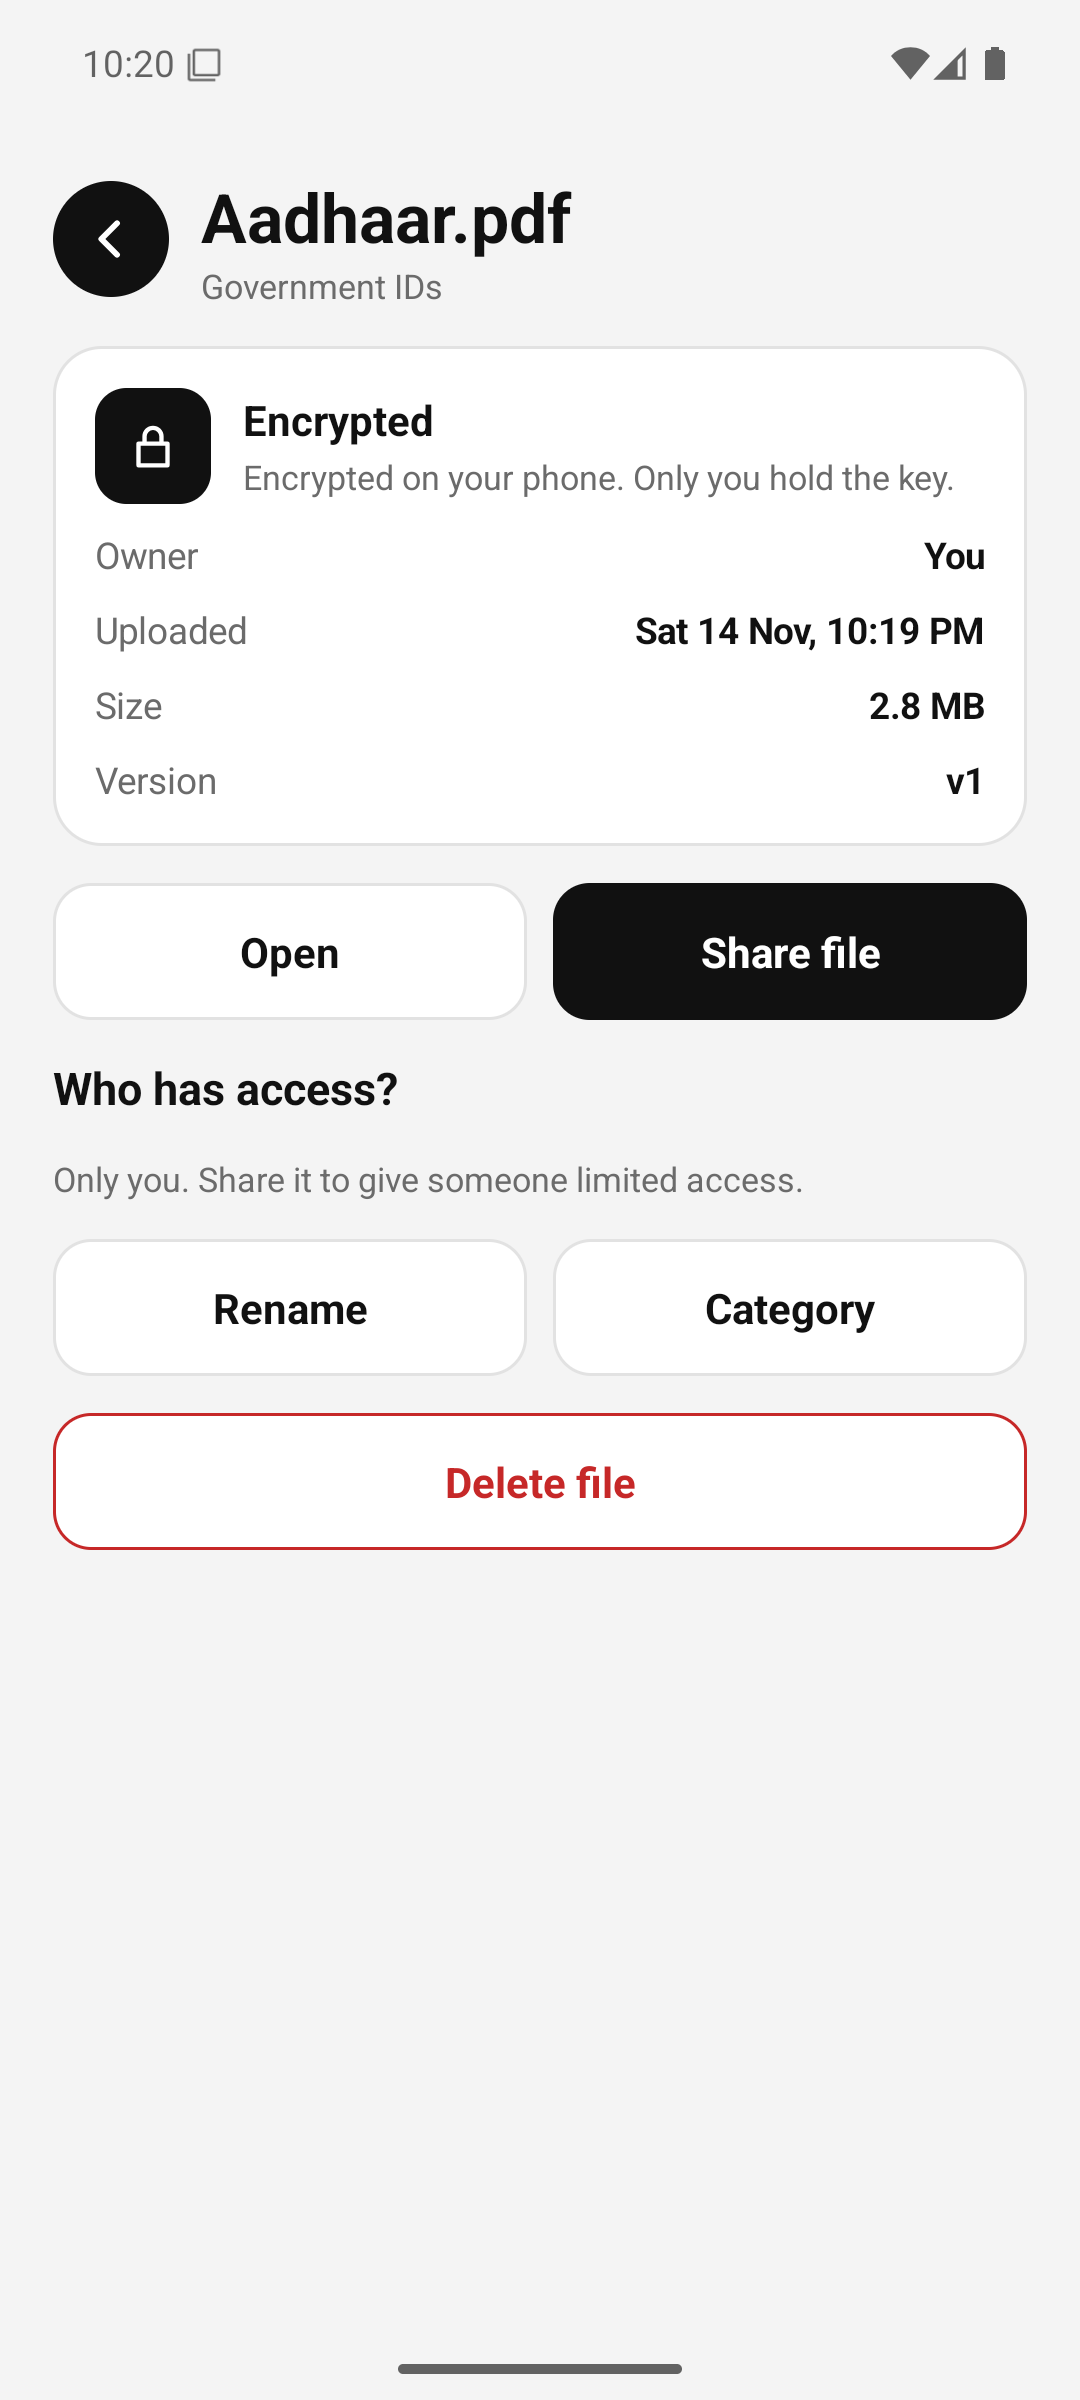 10:20
Aadhaar.pdf
Government IDs
Encrypted
Encrypted on your phone. Only you hold the key.
Owner You
Uploaded Sat 14 Nov, 10:19 PM
Size 2.8 MB
Version v1
Open Share file
Who has access?
Only you. Share it to give someone limited access.
Rename Category
Delete file